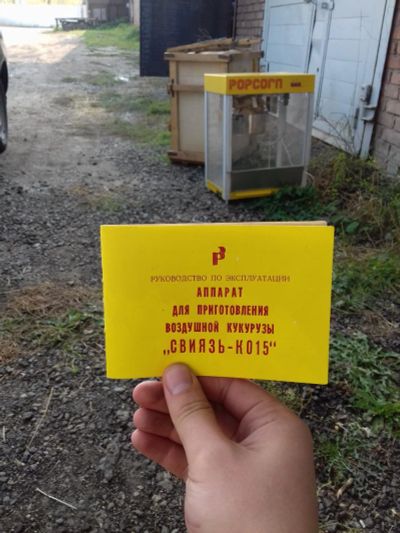 POPCORN
РУКОВОДСТВО ПО ЭКСПЛУАТАЦИИ
АППАРАТ
ДЛЯ ПРИГОТОВЛЕНИЯ
ВОЗДУШНОЙ КУКУРУЗЫ
„СВИЯЗЬ-К015“